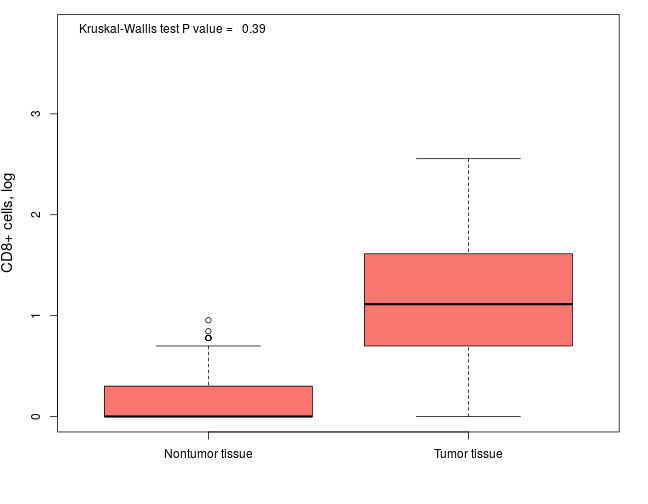 Kruskal-Wallis test P value = 0.39
CD8+ cells, log
3
2
1
0
Nontumor tissue
Tumor tissue